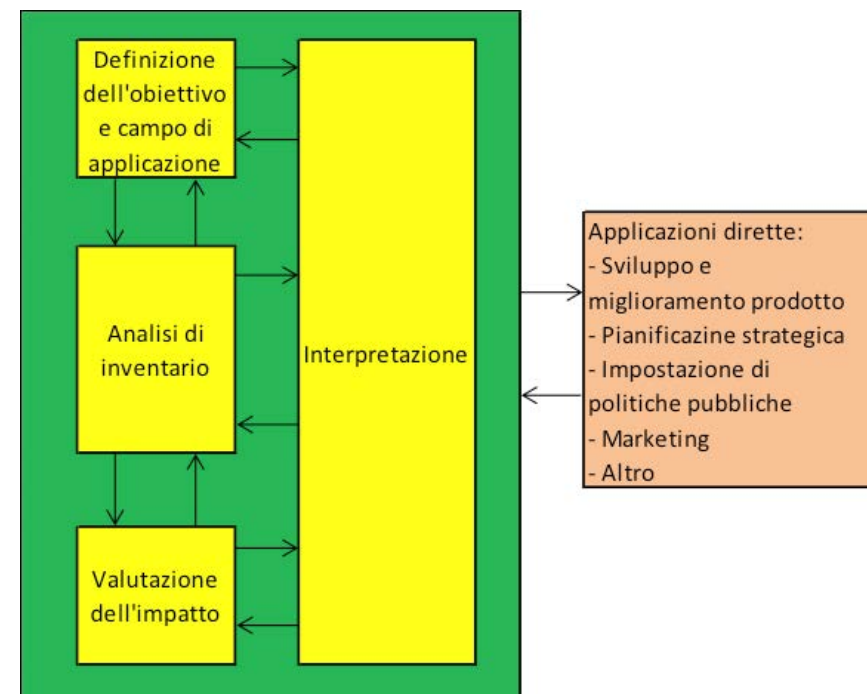 Definizione
dell'obiettivo
e campo di
applicazione
Analisi di
inventario
Valutazione
dell'impatto
Interpretazione
Applicazioni dirette:
- Sviluppo e
miglioramento prodotto
- Pianificazine strategica
- Impostazione di
politiche pubbliche
- Marketing
- Altro